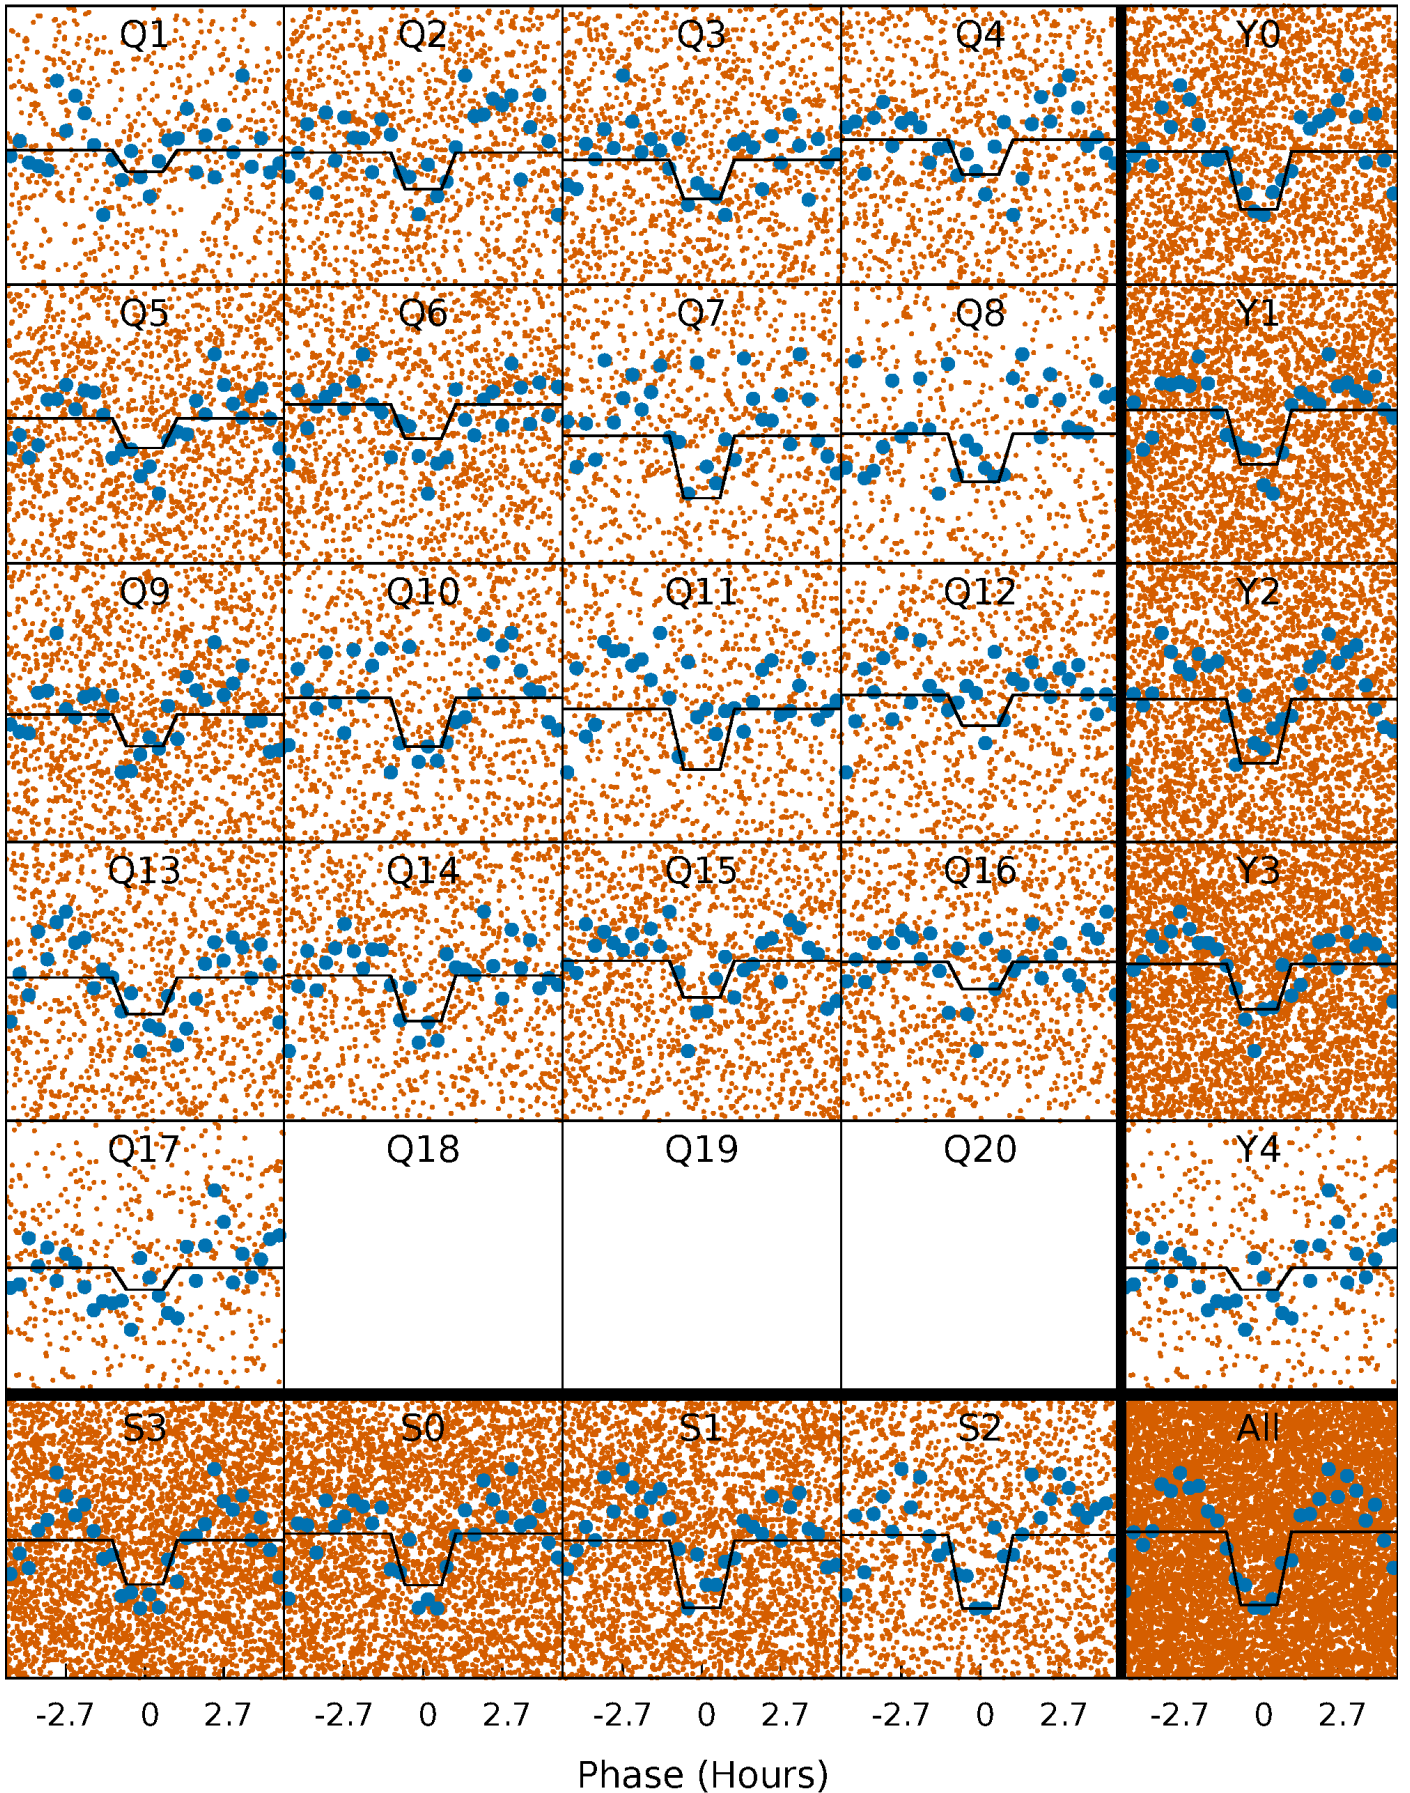 Q1 Q2 Q3 Q4 Y0
Q5 Q6 Q7 Q8 Y1
Q9 Q10 Q11 Q12 Y2
Q13 Q14 Q15 Q16 Y3
Q17 Q18 Q19 Q20 Y4
S3 S0 S1 S2 All
-2.7 0 2.7 -2.7 0 2.7 -2.7 0 2.7 -2.7 0 2.7 -2.7 0 2.7
Phase (Hours)